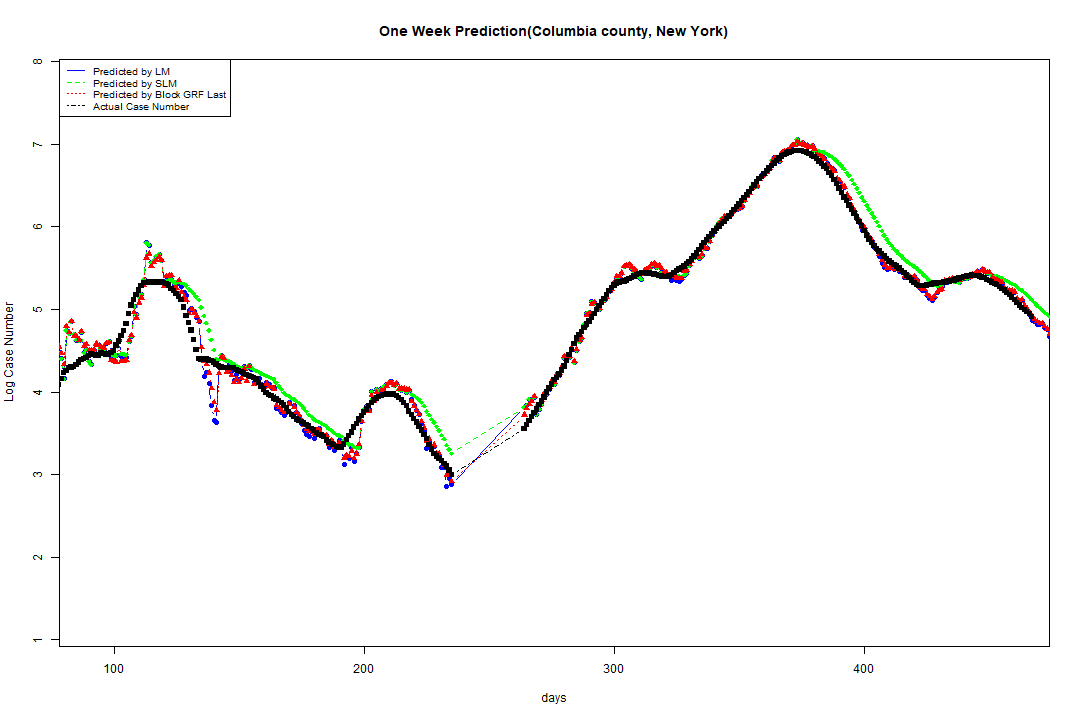 One Week Prediction(Columbia county, New York)
Predicted by LM
Predicted by SLM
Predicted by Block GRF Last
Actual Case Number
8
7
6
5
4
3
2
1
Log Case Number
100 200 300 400
days